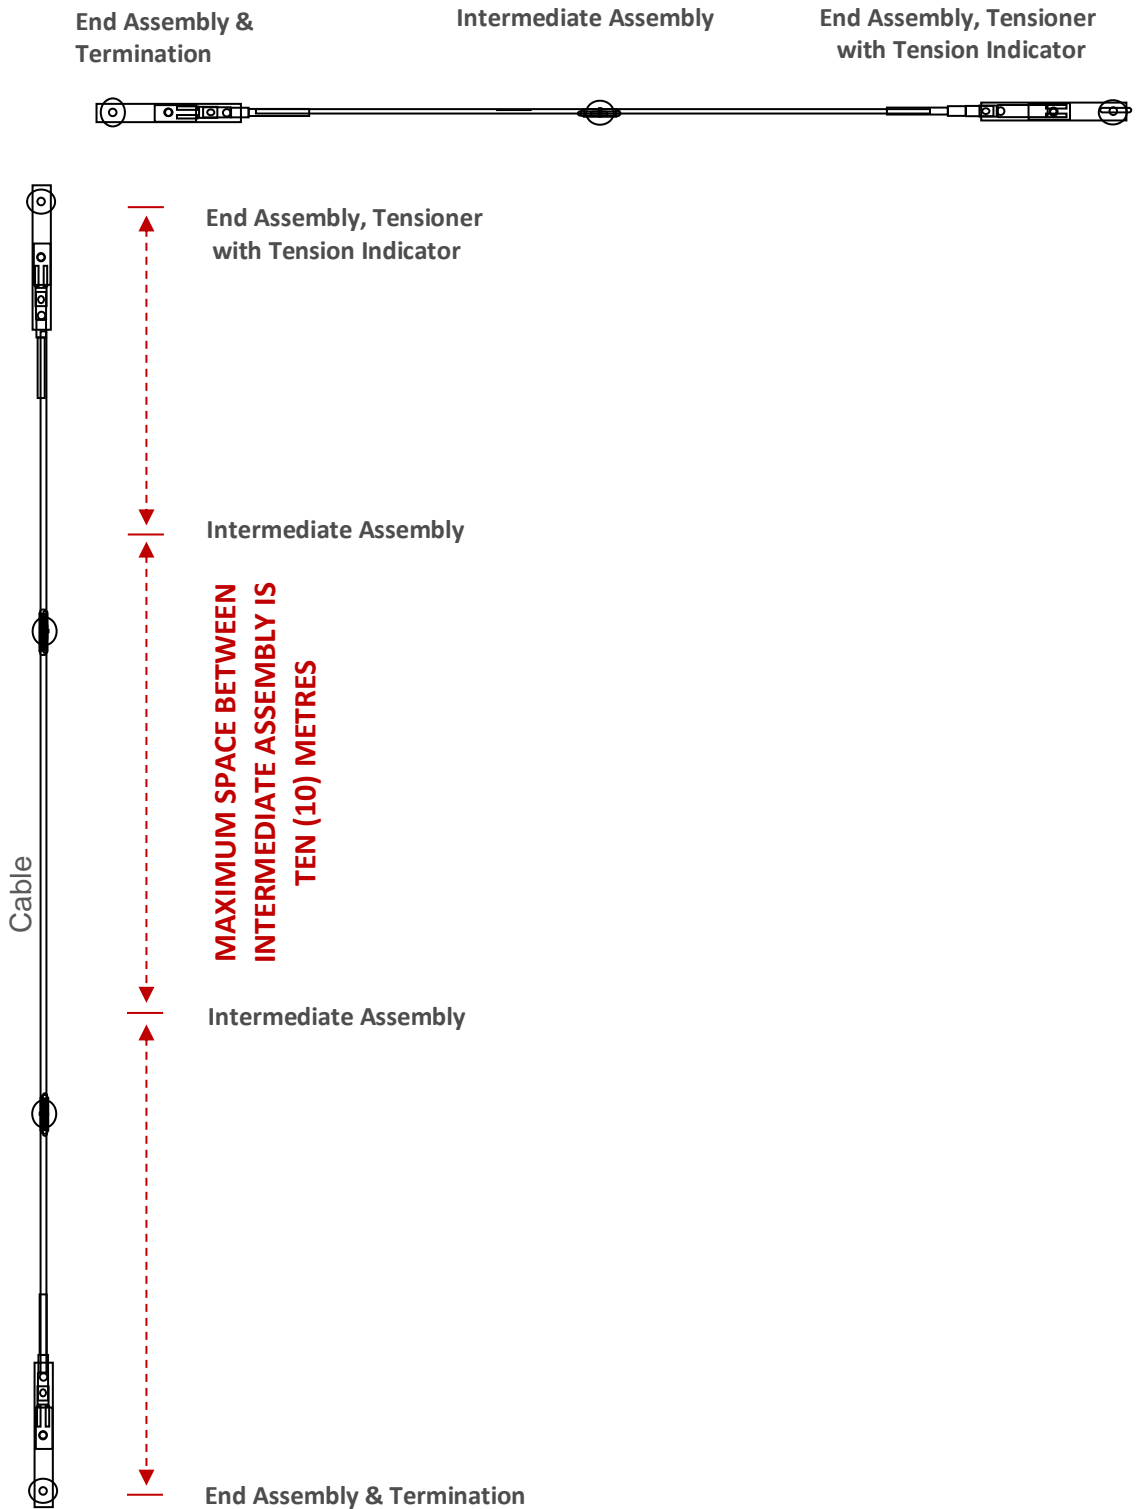 End Assembly &
Termination
Intermediate Assembly
End Assembly, Tensioner
with Tension Indicator
End Assembly, Tensioner
with Tension Indicator
Intermediate Assembly
MAXIMUM SPACE BETWEEN
INTERMEDIATE ASSEMBLY IS
TEN (10) METRES
Cable
Intermediate Assembly
End Assembly & Termination